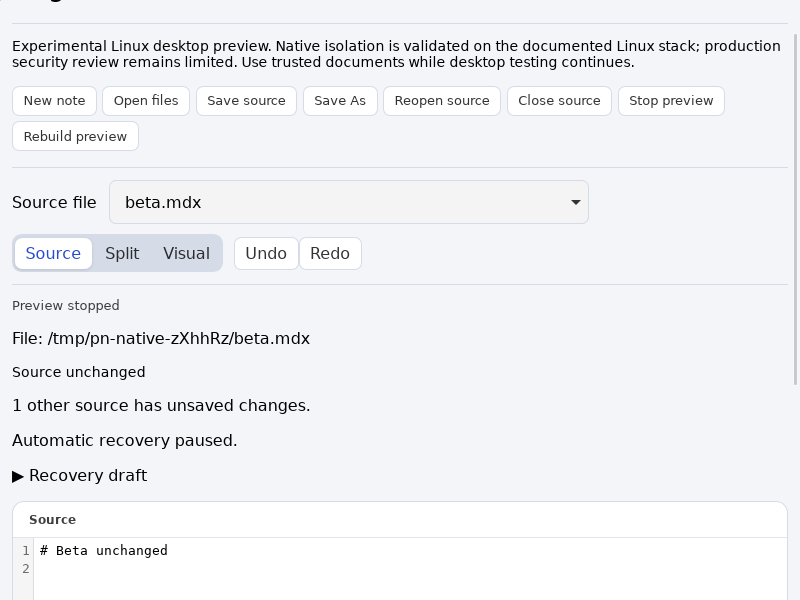 Experimental Linux desktop preview. Native isolation is validated on the documented Linux stack; production
security review remains limited. Use trusted documents while desktop testing continues.
New note Open files Save source Save As Reopen source Close source Stop preview
Rebuild preview
Source file beta.mdx
Source Split Visual Undo Redo
Preview stopped
File: /tmp/pn-native-zXhhRz/beta.mdx
Source unchanged
1 other source has unsaved changes.
Automatic recovery paused.
▶ Recovery draft
Source
1 # Beta unchanged
2